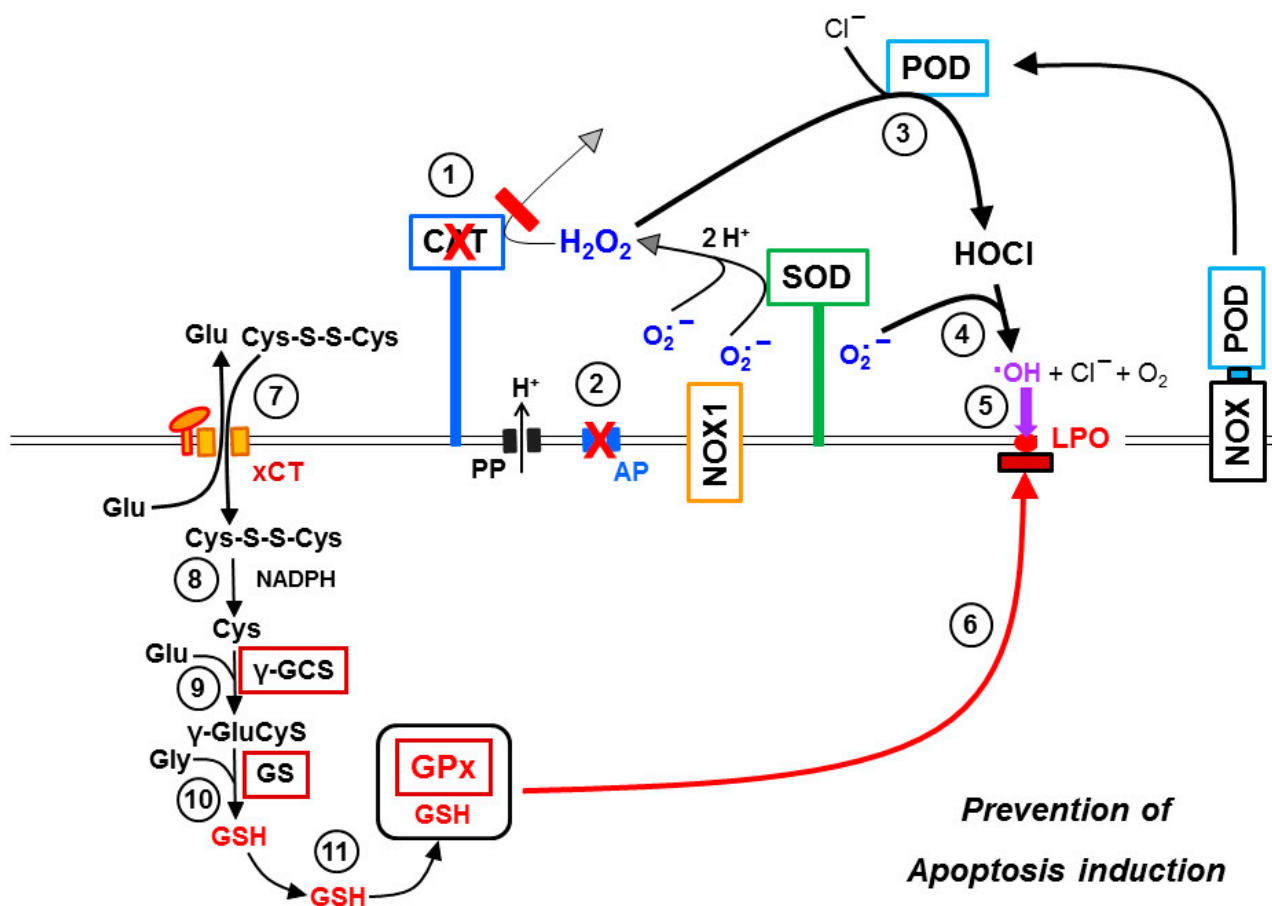 Cl⁻
POD
3
1
CAT
H₂O₂
2 H⁺
SOD
HOCl
POD
O₂·⁻
O₂·⁻
O₂·⁻
4
Glu
Cys-S-S-Cys
7
H⁺
2
·OH + Cl⁻ + O₂
5
LPO
NOX1
NOX
xCT
PP
AP
Glu
Cys-S-S-Cys
8
NADPH
Cys
6
Glu
γ-GCS
9
γ-GluCyS
Gly
GS
10
GPx
GSH
GSH
11
GSH
Prevention of
Apoptosis induction